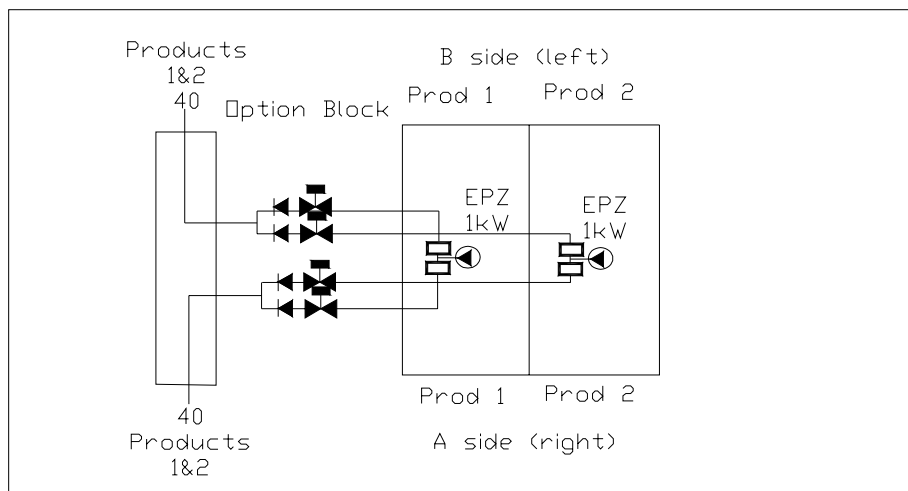 Products
1&2
40
Option Block
B side (left)
Prod 1
Prod 2
EPZ
1kW
EPZ
1kW
Prod 1
Prod 2
A side (right)
40
Products
1&2